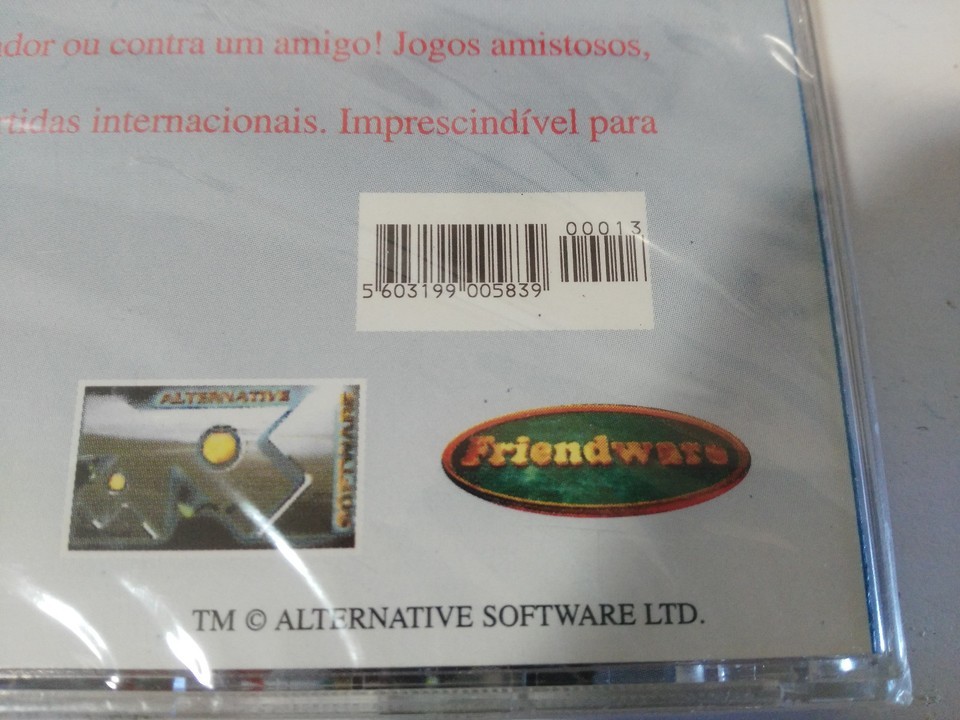 ador ou contra um amigo! Jogos amistosos,
rtidas internacionais. Imprescindível para
00013
5 603199 005839
ALTERNATIVE
SOFTWARE
Friendware
TM © ALTERNATIVE SOFTWARE LTD.